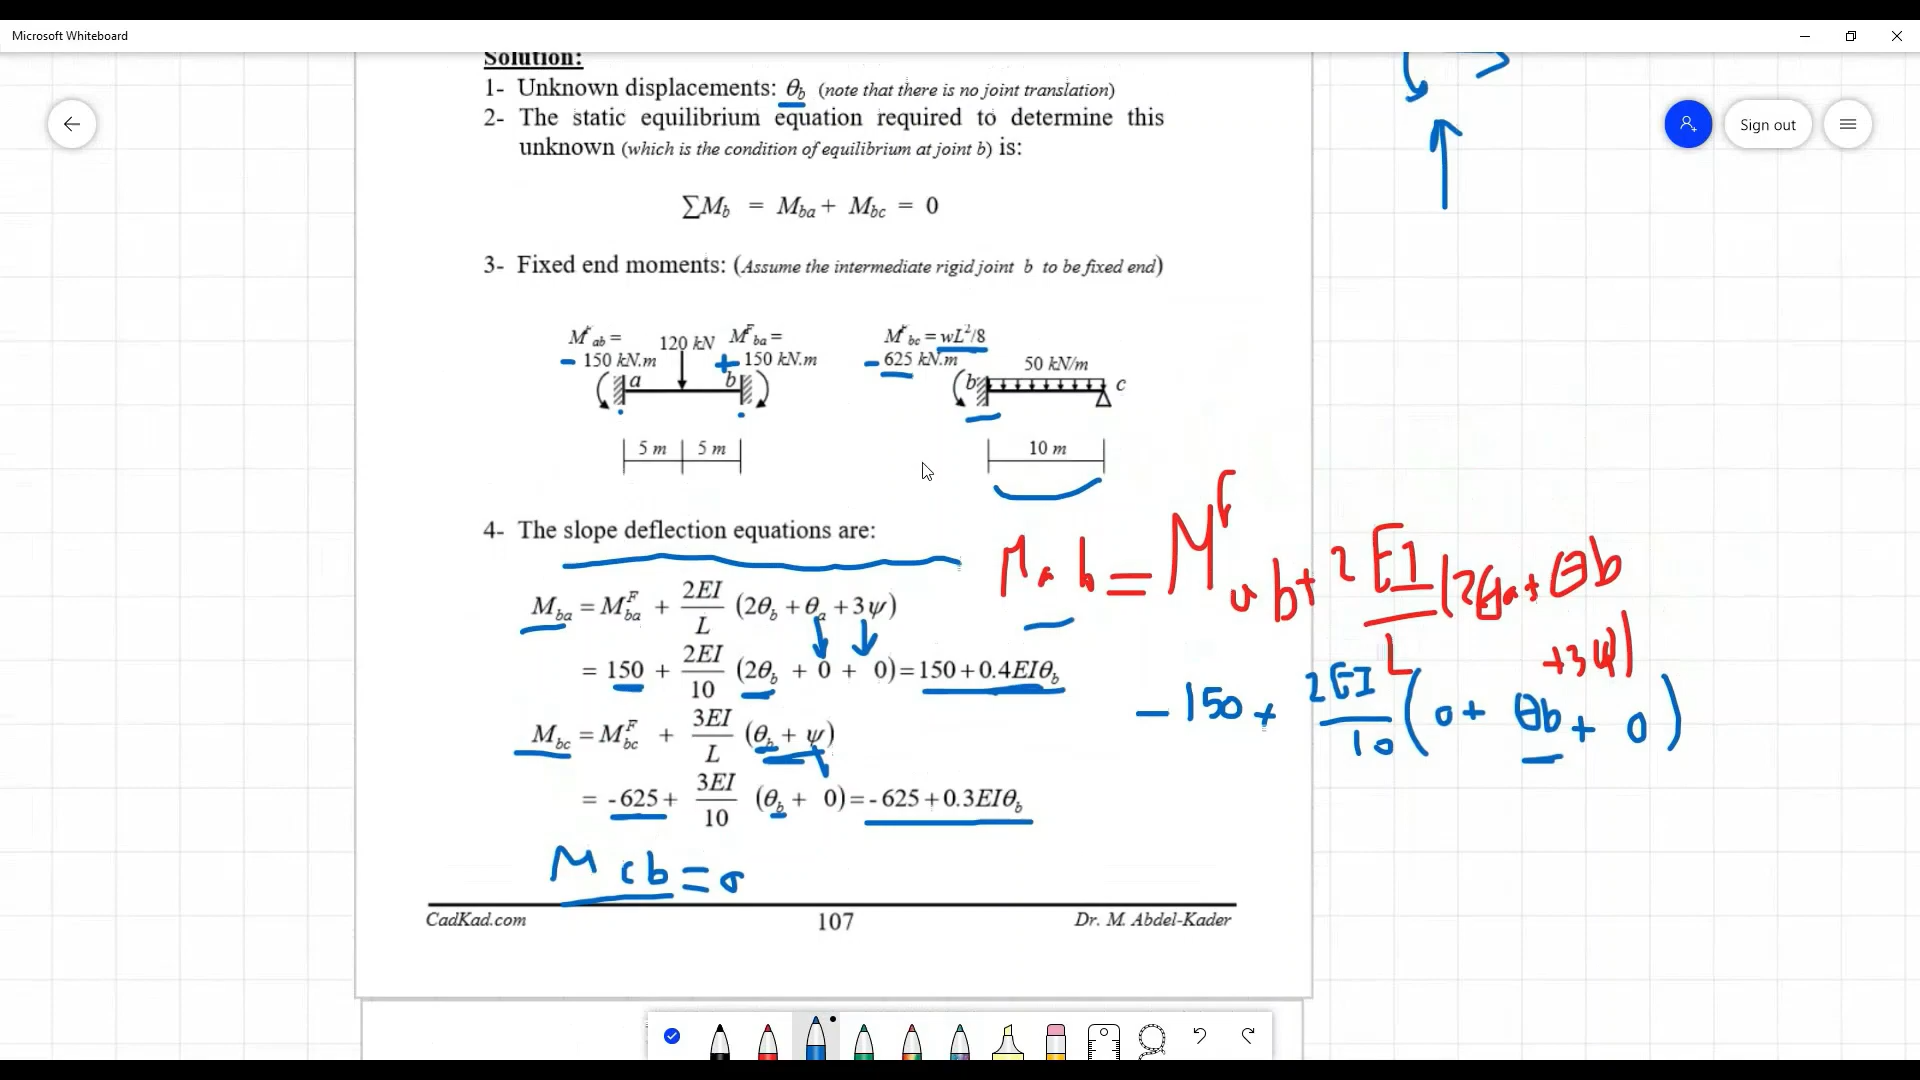 Microsoft Whiteboard
Sign out
Solution:
1- Unknown displacements: θb (note that there is no joint translation)
2- The static equilibrium equation required to determine this
unknown (which is the condition of equilibrium at joint b) is:
∑Mb = Mba + Mbc = 0
3- Fixed end moments: (Assume the intermediate rigid joint b to be fixed end)
M^F ab = 120 kN M^F ba = M^F bc = wL²/8
- 150 kN.m + 150 kN.m - 625 kN.m 50 kN/m
a b b c
5 m 5 m 10 m
4- The slope deflection equations are:
Mab = M^F ab + 2EI/L (2θa + θb
+3ψ)
Mba = M^F ba + 2EI/L (2θb + θa + 3ψ)
= 150 + 2EI/10 (2θb + 0 + 0) = 150 + 0.4EIθb
- 150 + 2EI/10 (0 + θb + 0)
Mbc = M^F bc + 3EI/L (θb + ψ)
= -625 + 3EI/10 (θb + 0) = -625 + 0.3EIθb
Mcb = 0
CadKad.com 107 Dr. M. Abdel-Kader